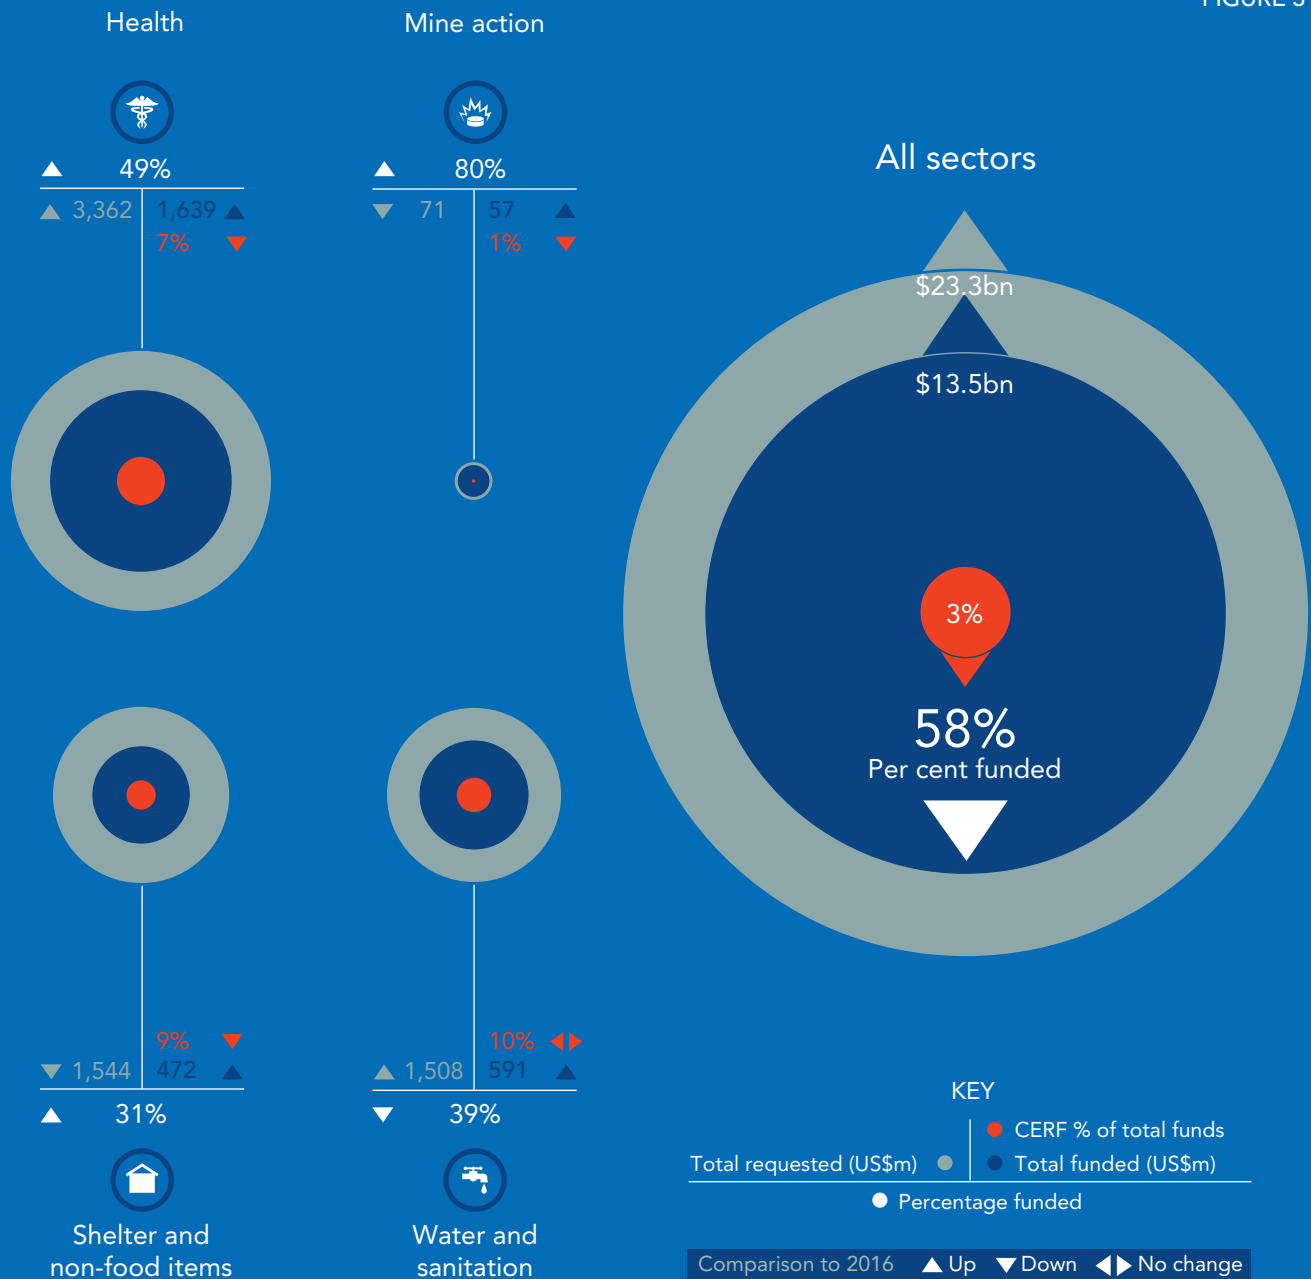 FIGURE 3
Health
Mine action
49%
3,362
1,639
7%
80%
71
57
1%
All sectors
$23.3bn
$13.5bn
3%
58%
Per cent funded
9%
1,544
472
31%
Shelter and
non-food items
10%
1,508
591
39%
Water and
sanitation
KEY
CERF % of total funds
Total requested (US$m)
Total funded (US$m)
Percentage funded
Comparison to 2016 Up Down No change